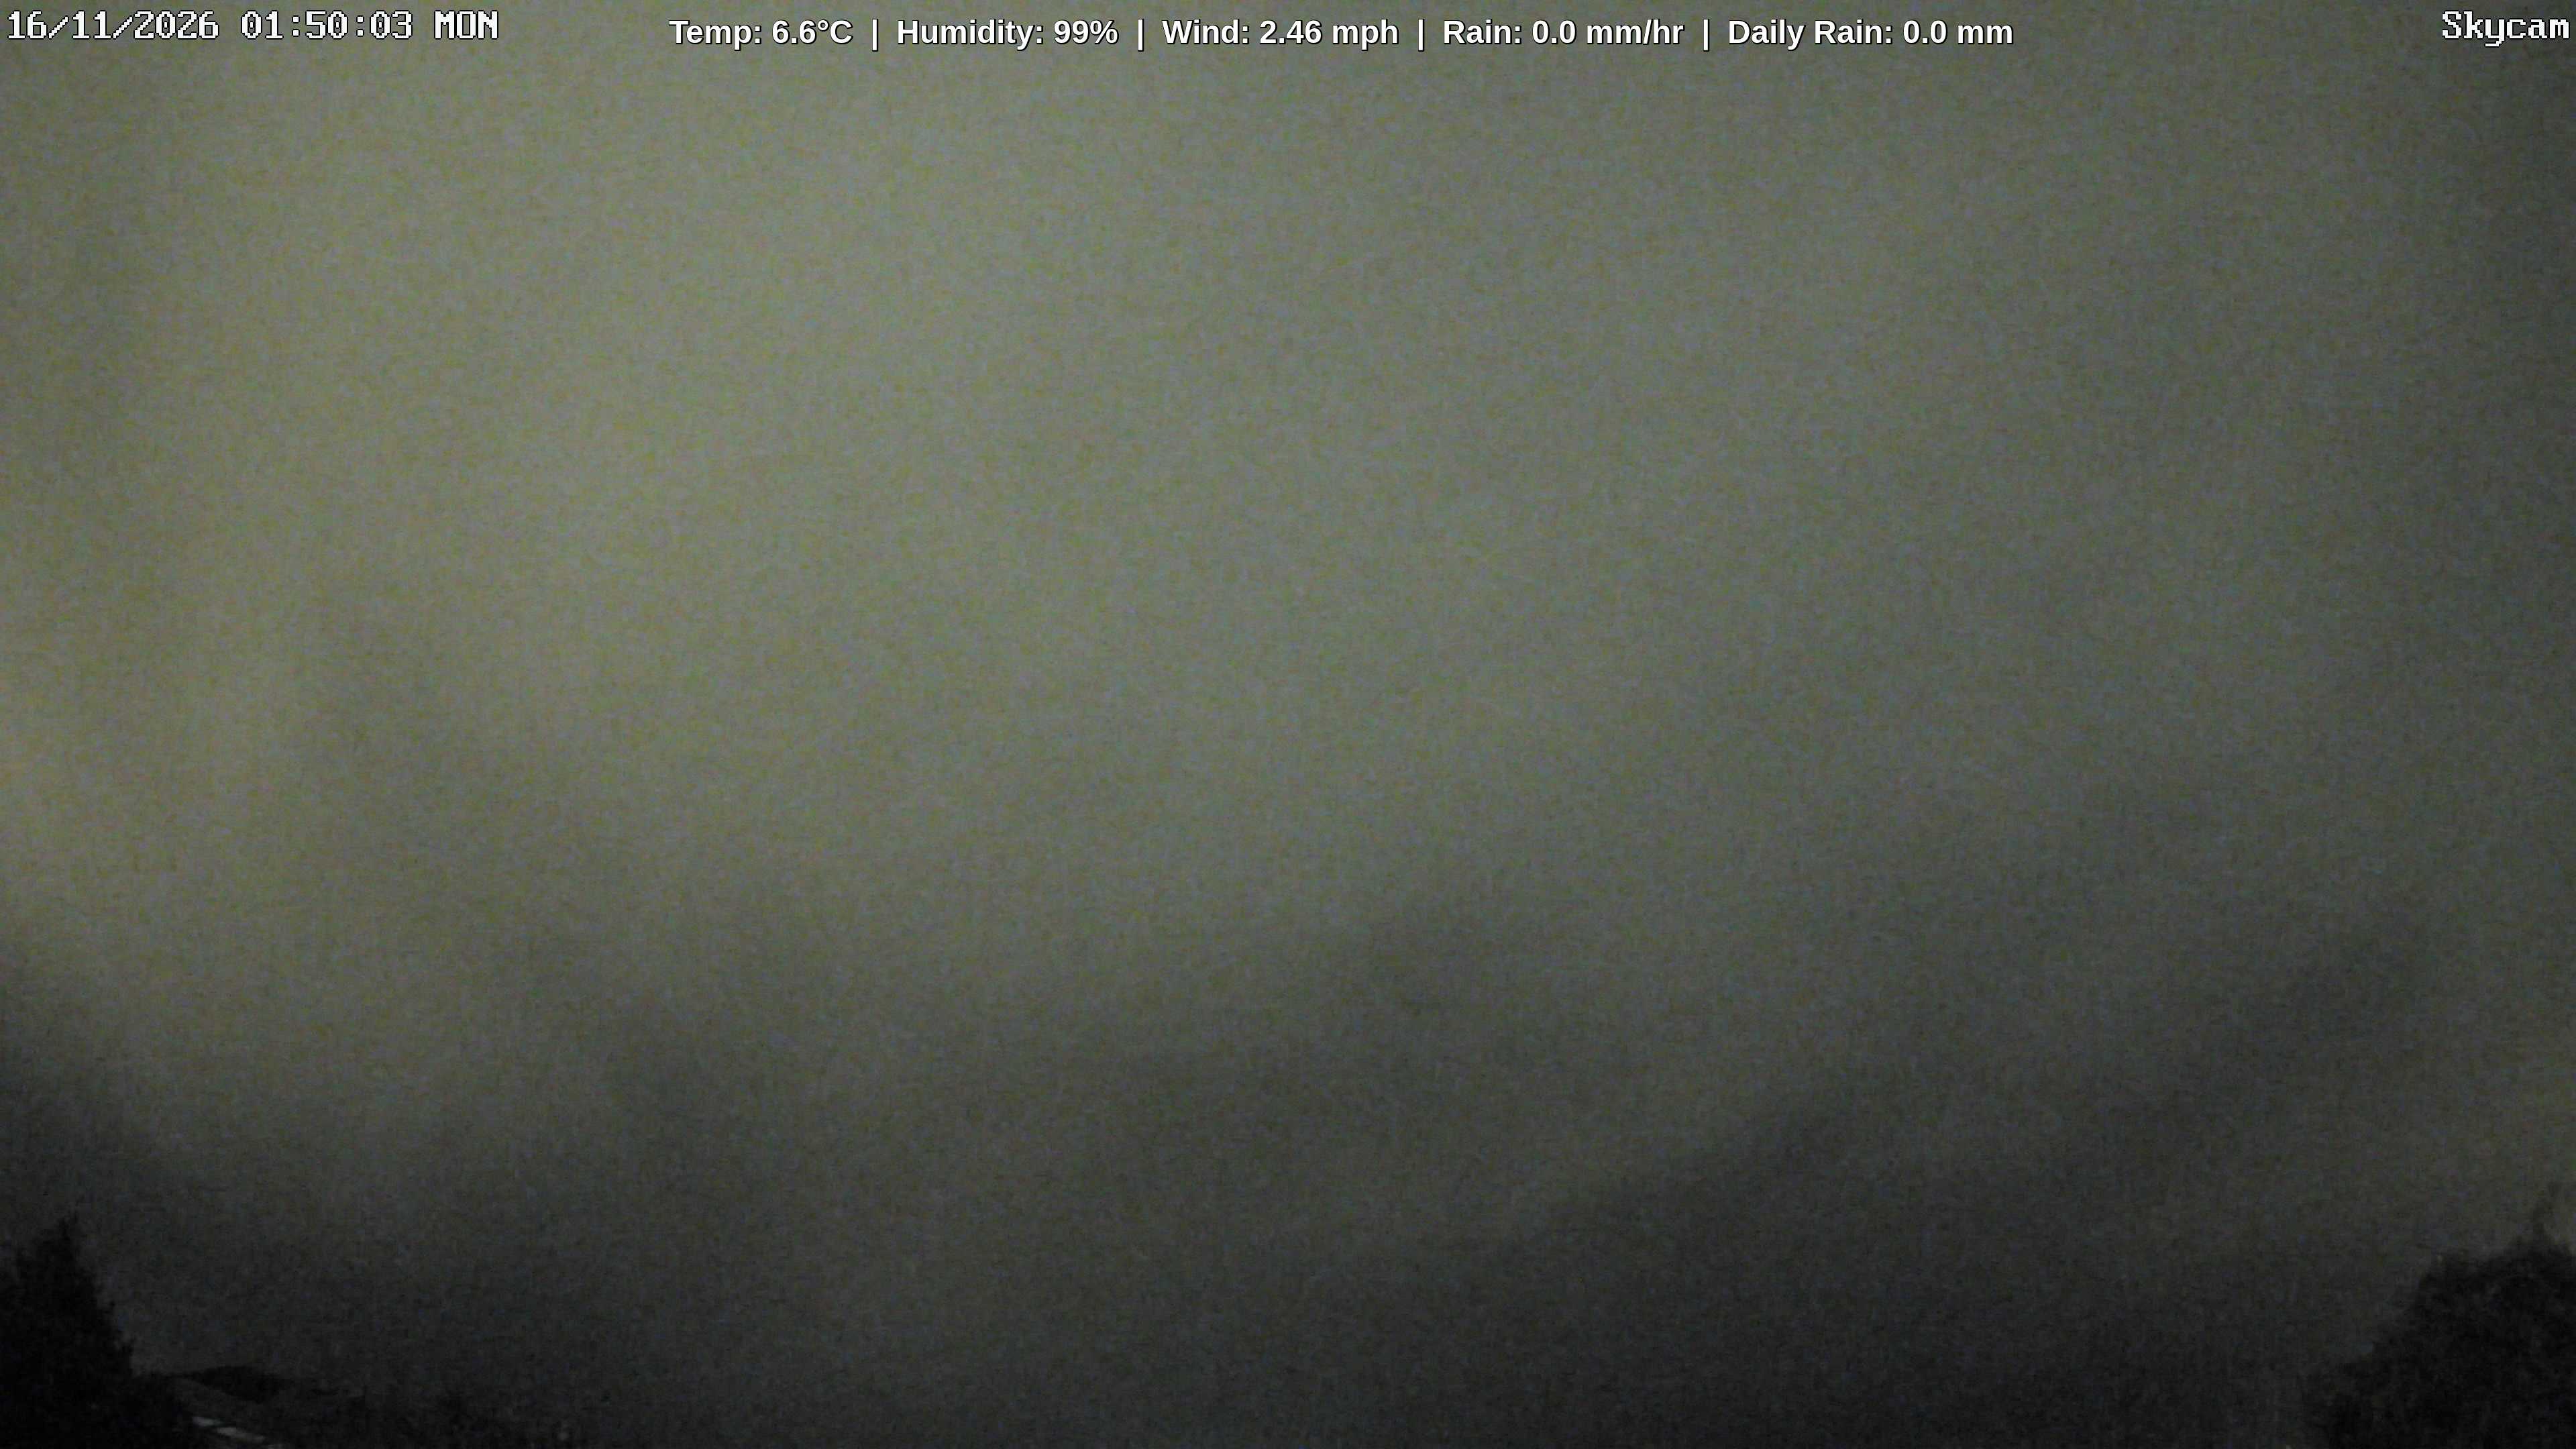 16/11/2026 01:50:03 MON
Temp: 6.6°C | Humidity: 99% | Wind: 2.46 mph | Rain: 0.0 mm/hr | Daily Rain: 0.0 mm
Skycam